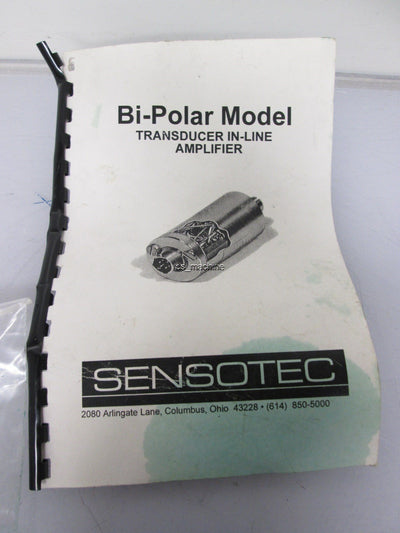 Bi-Polar Model
TRANSDUCER IN-LINE
AMPLIFIER
SENSOTEC
2080 Arlingate Lane, Columbus, Ohio 43228 • (614) 850-5000